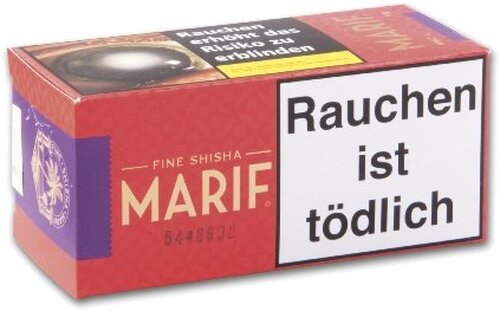 Rauchen
erhöht das
Risiko zu
erblinden
MARIF
FINE SHISHA
MARIF
Rauchen
ist
tödlich